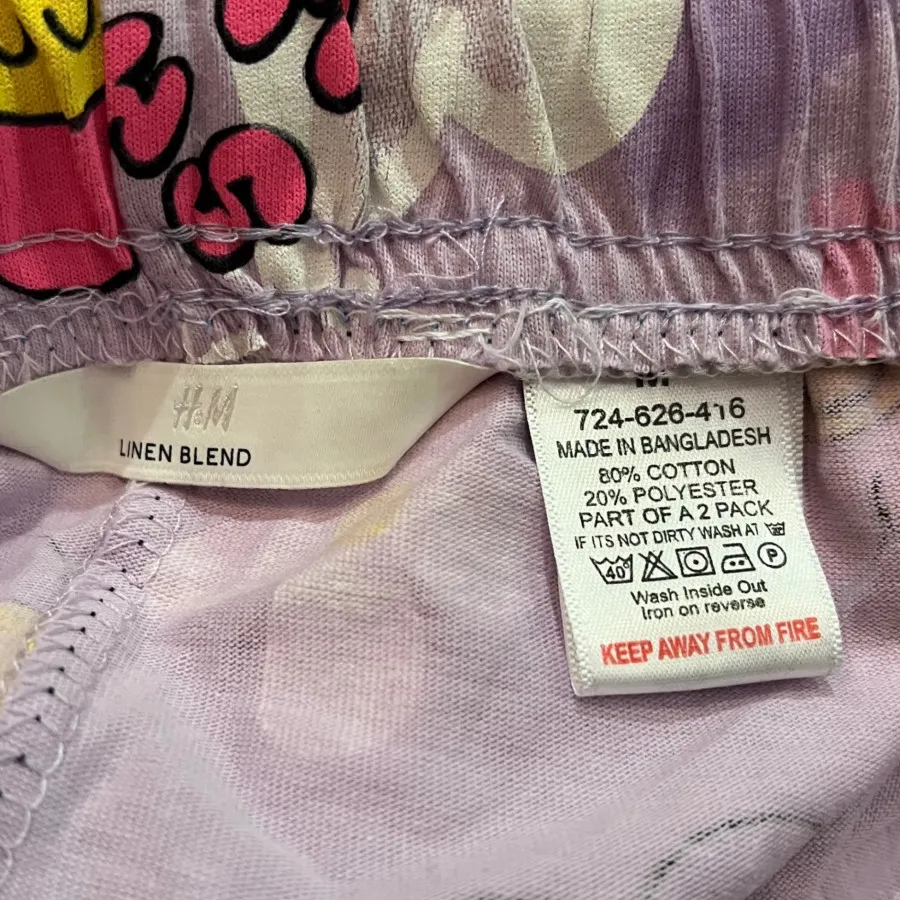 H&M
LINEN BLEND
724-626-416
MADE IN BANGLADESH
80% COTTON
20% POLYESTER
PART OF A 2 PACK
IF ITS NOT DIRTY WASH AT
40°
P
Wash Inside Out
Iron on reverse
KEEP AWAY FROM FIRE